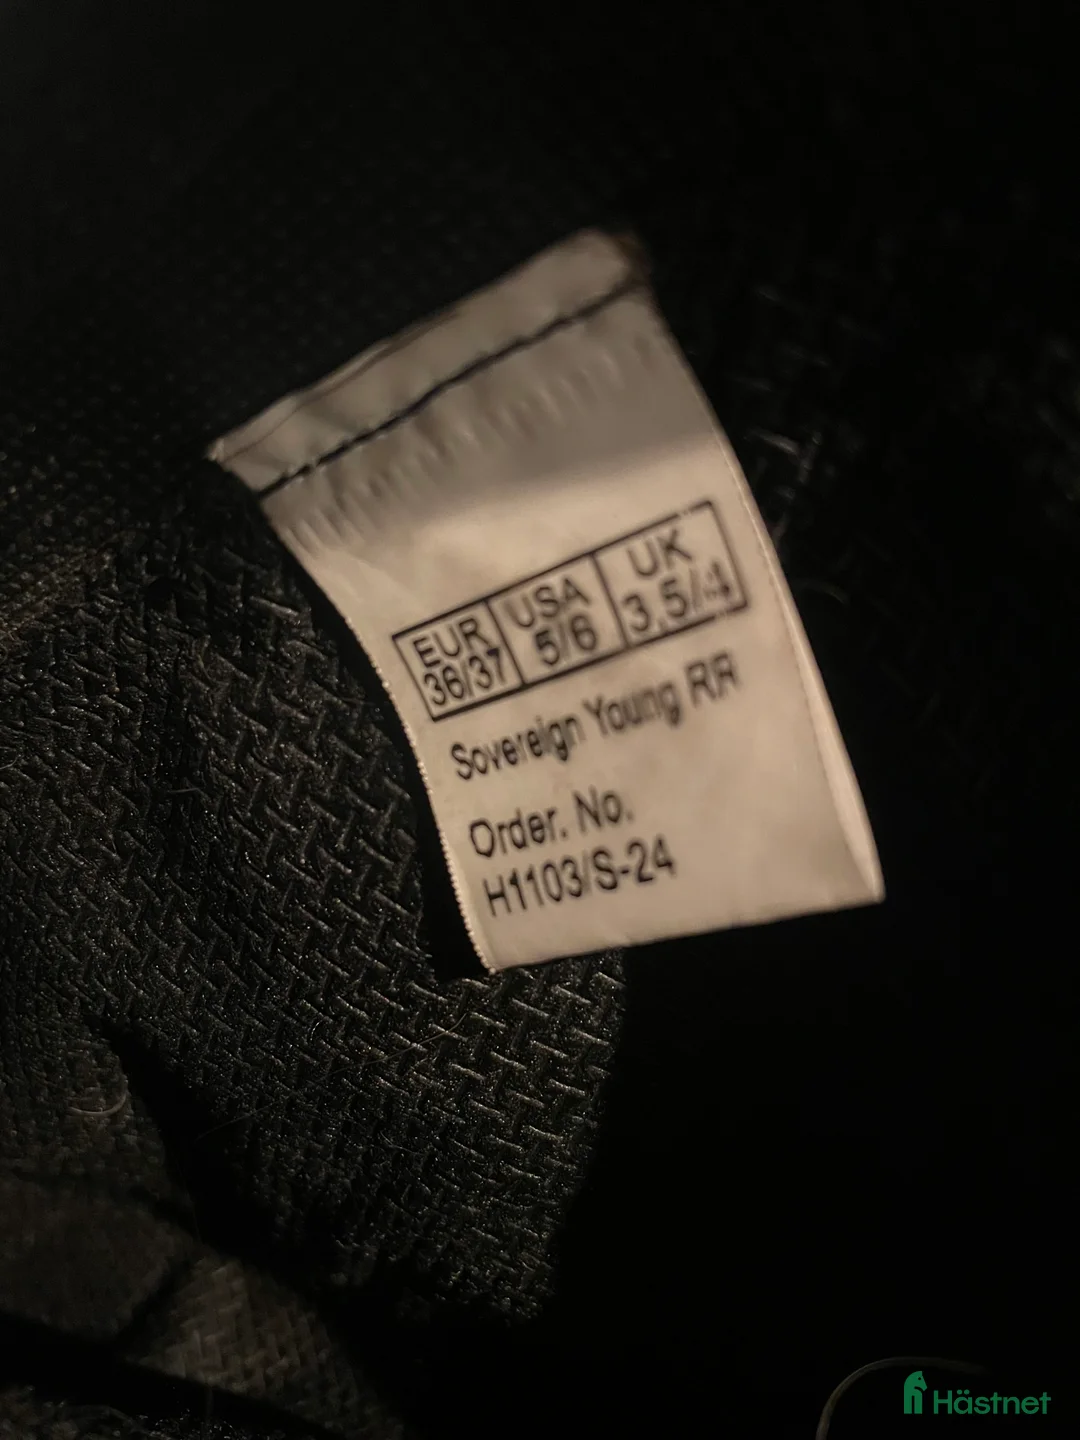 EUR USA UK
36/37 5/6 3,5/4
Sovereign Young RR
Order. No.
H1103/S-24
Hästnet